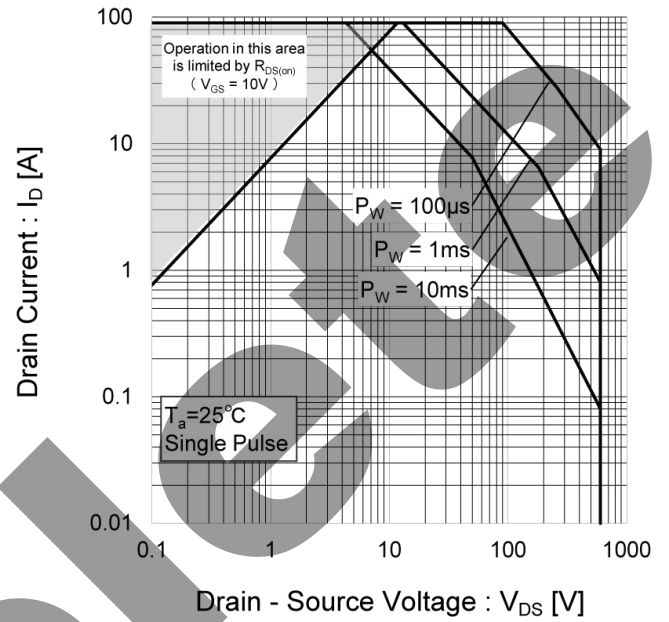 100
Operation in this area
is limited by RDS(on)
( VGS = 10V )
10
1
0.1
0.01
Drain Current : ID [A]
PW = 100µs
PW = 1ms
PW = 10ms
Ta=25°C
Single Pulse
0.1 1 10 100 1000
Drain - Source Voltage : VDS [V]
lete